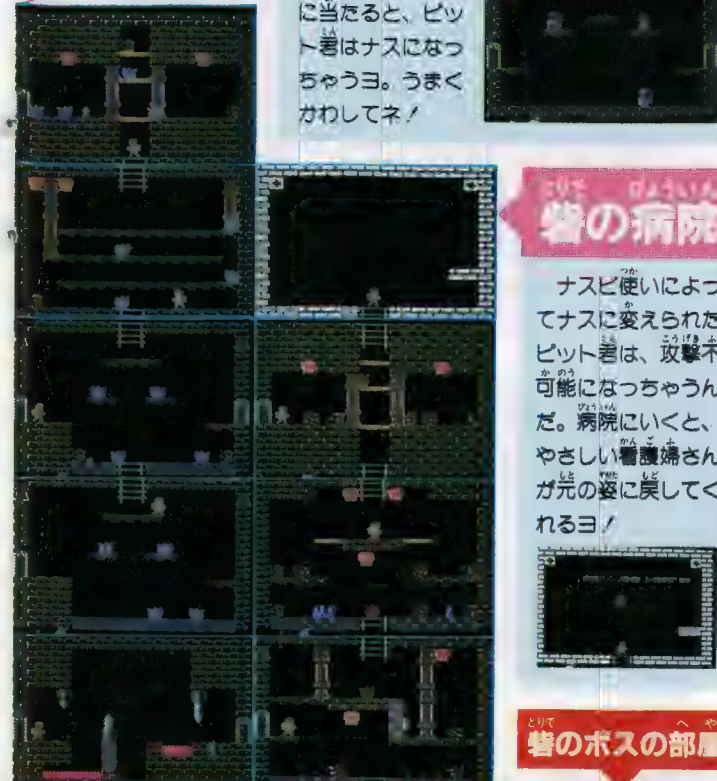 に当たると、ピッ
ト君はナスになっ
ちゃうヨ。うまく
かわしてネ！
砦の病院
ナスビ使いによっ
てナスに変えられた
ピット君は、攻撃不
可能になっちゃうん
だ。病院にいくと、
やさしい看護婦さん
が元の姿に戻してく
れるヨ！
砦のボスの部屋